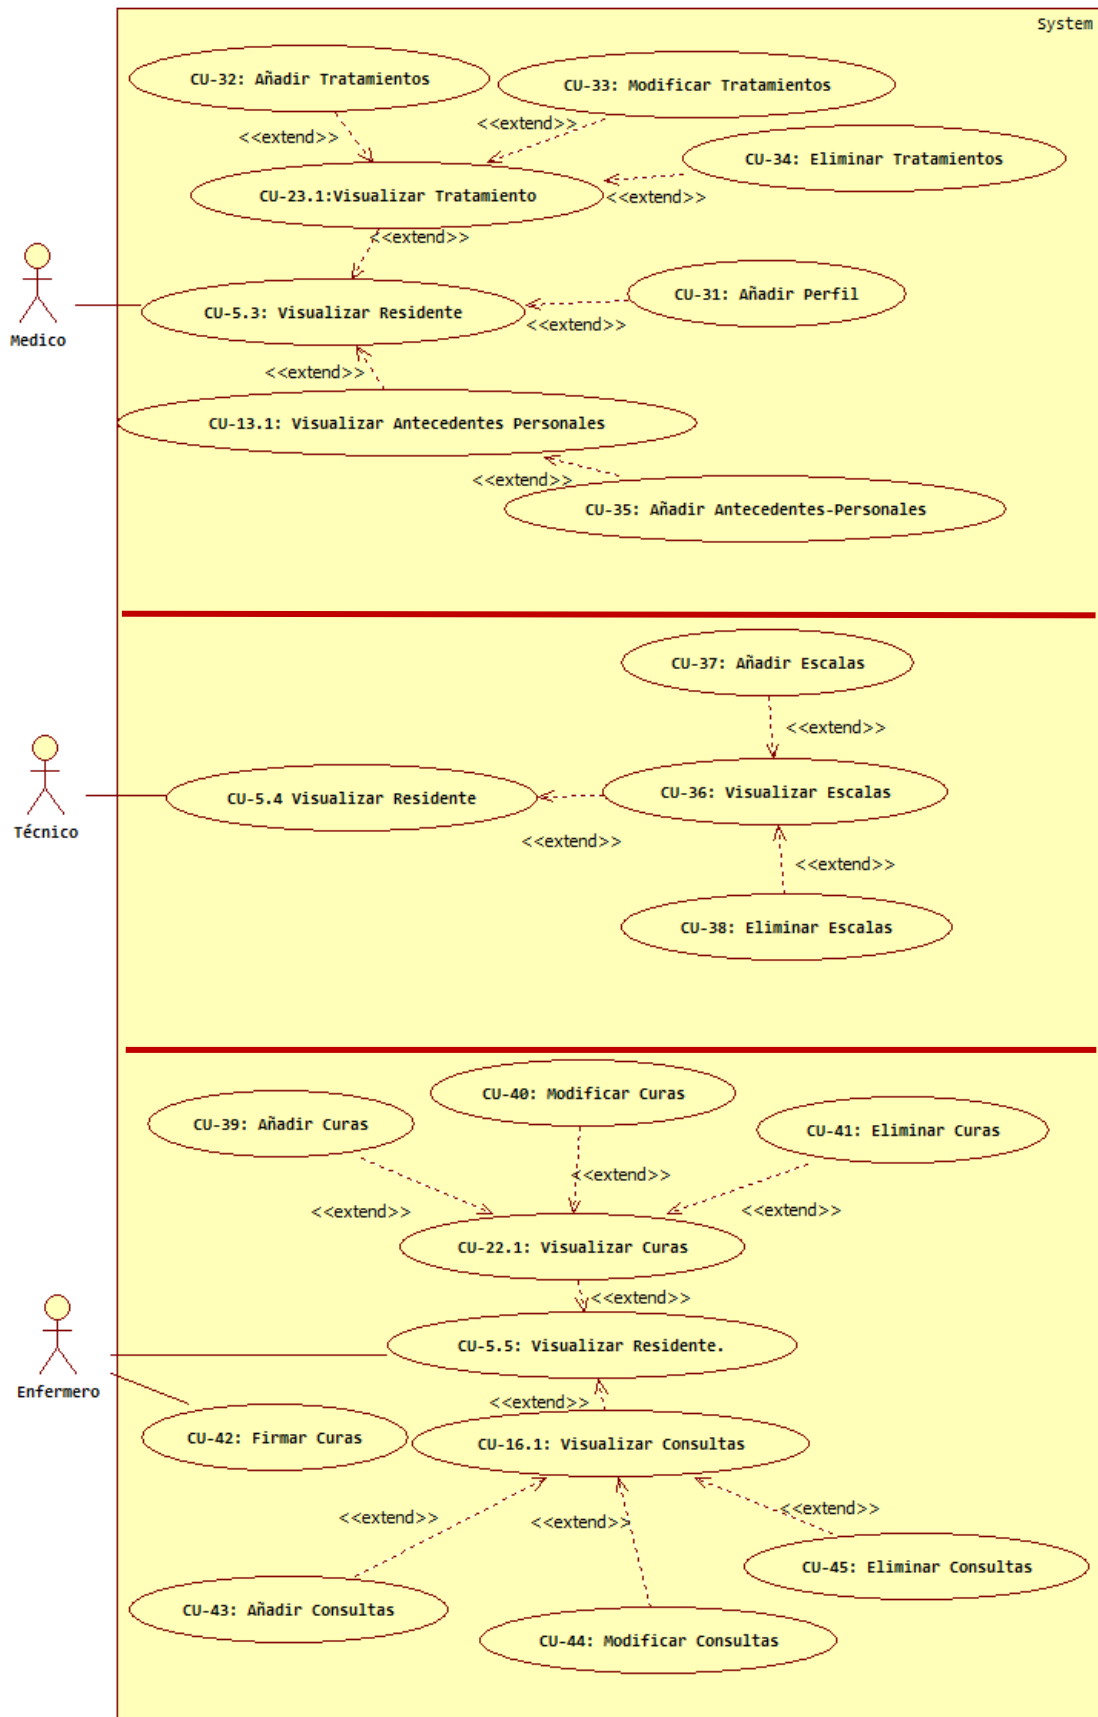 System
CU-32: Añadir Tratamientos
CU-33: Modificar Tratamientos
<<extend>>
<<extend>>
CU-34: Eliminar Tratamientos
CU-23.1:Visualizar Tratamiento
<<extend>>
<<extend>>
CU-31: Añadir Perfil
CU-5.3: Visualizar Residente
<<extend>>
Medico
<<extend>>
CU-13.1: Visualizar Antecedentes Personales
<<extend>>
CU-35: Añadir Antecedentes-Personales
CU-37: Añadir Escalas
<<extend>>
CU-5.4 Visualizar Residente
CU-36: Visualizar Escalas
Técnico
<<extend>>
<<extend>>
CU-38: Eliminar Escalas
CU-40: Modificar Curas
CU-39: Añadir Curas
CU-41: Eliminar Curas
<<extend>>
<<extend>>
<<extend>>
CU-22.1: Visualizar Curas
<<extend>>
CU-5.5: Visualizar Residente.
Enfermero
<<extend>>
CU-42: Firmar Curas
CU-16.1: Visualizar Consultas
<<extend>>
<<extend>>
<<extend>>
CU-45: Eliminar Consultas
CU-43: Añadir Consultas
CU-44: Modificar Consultas